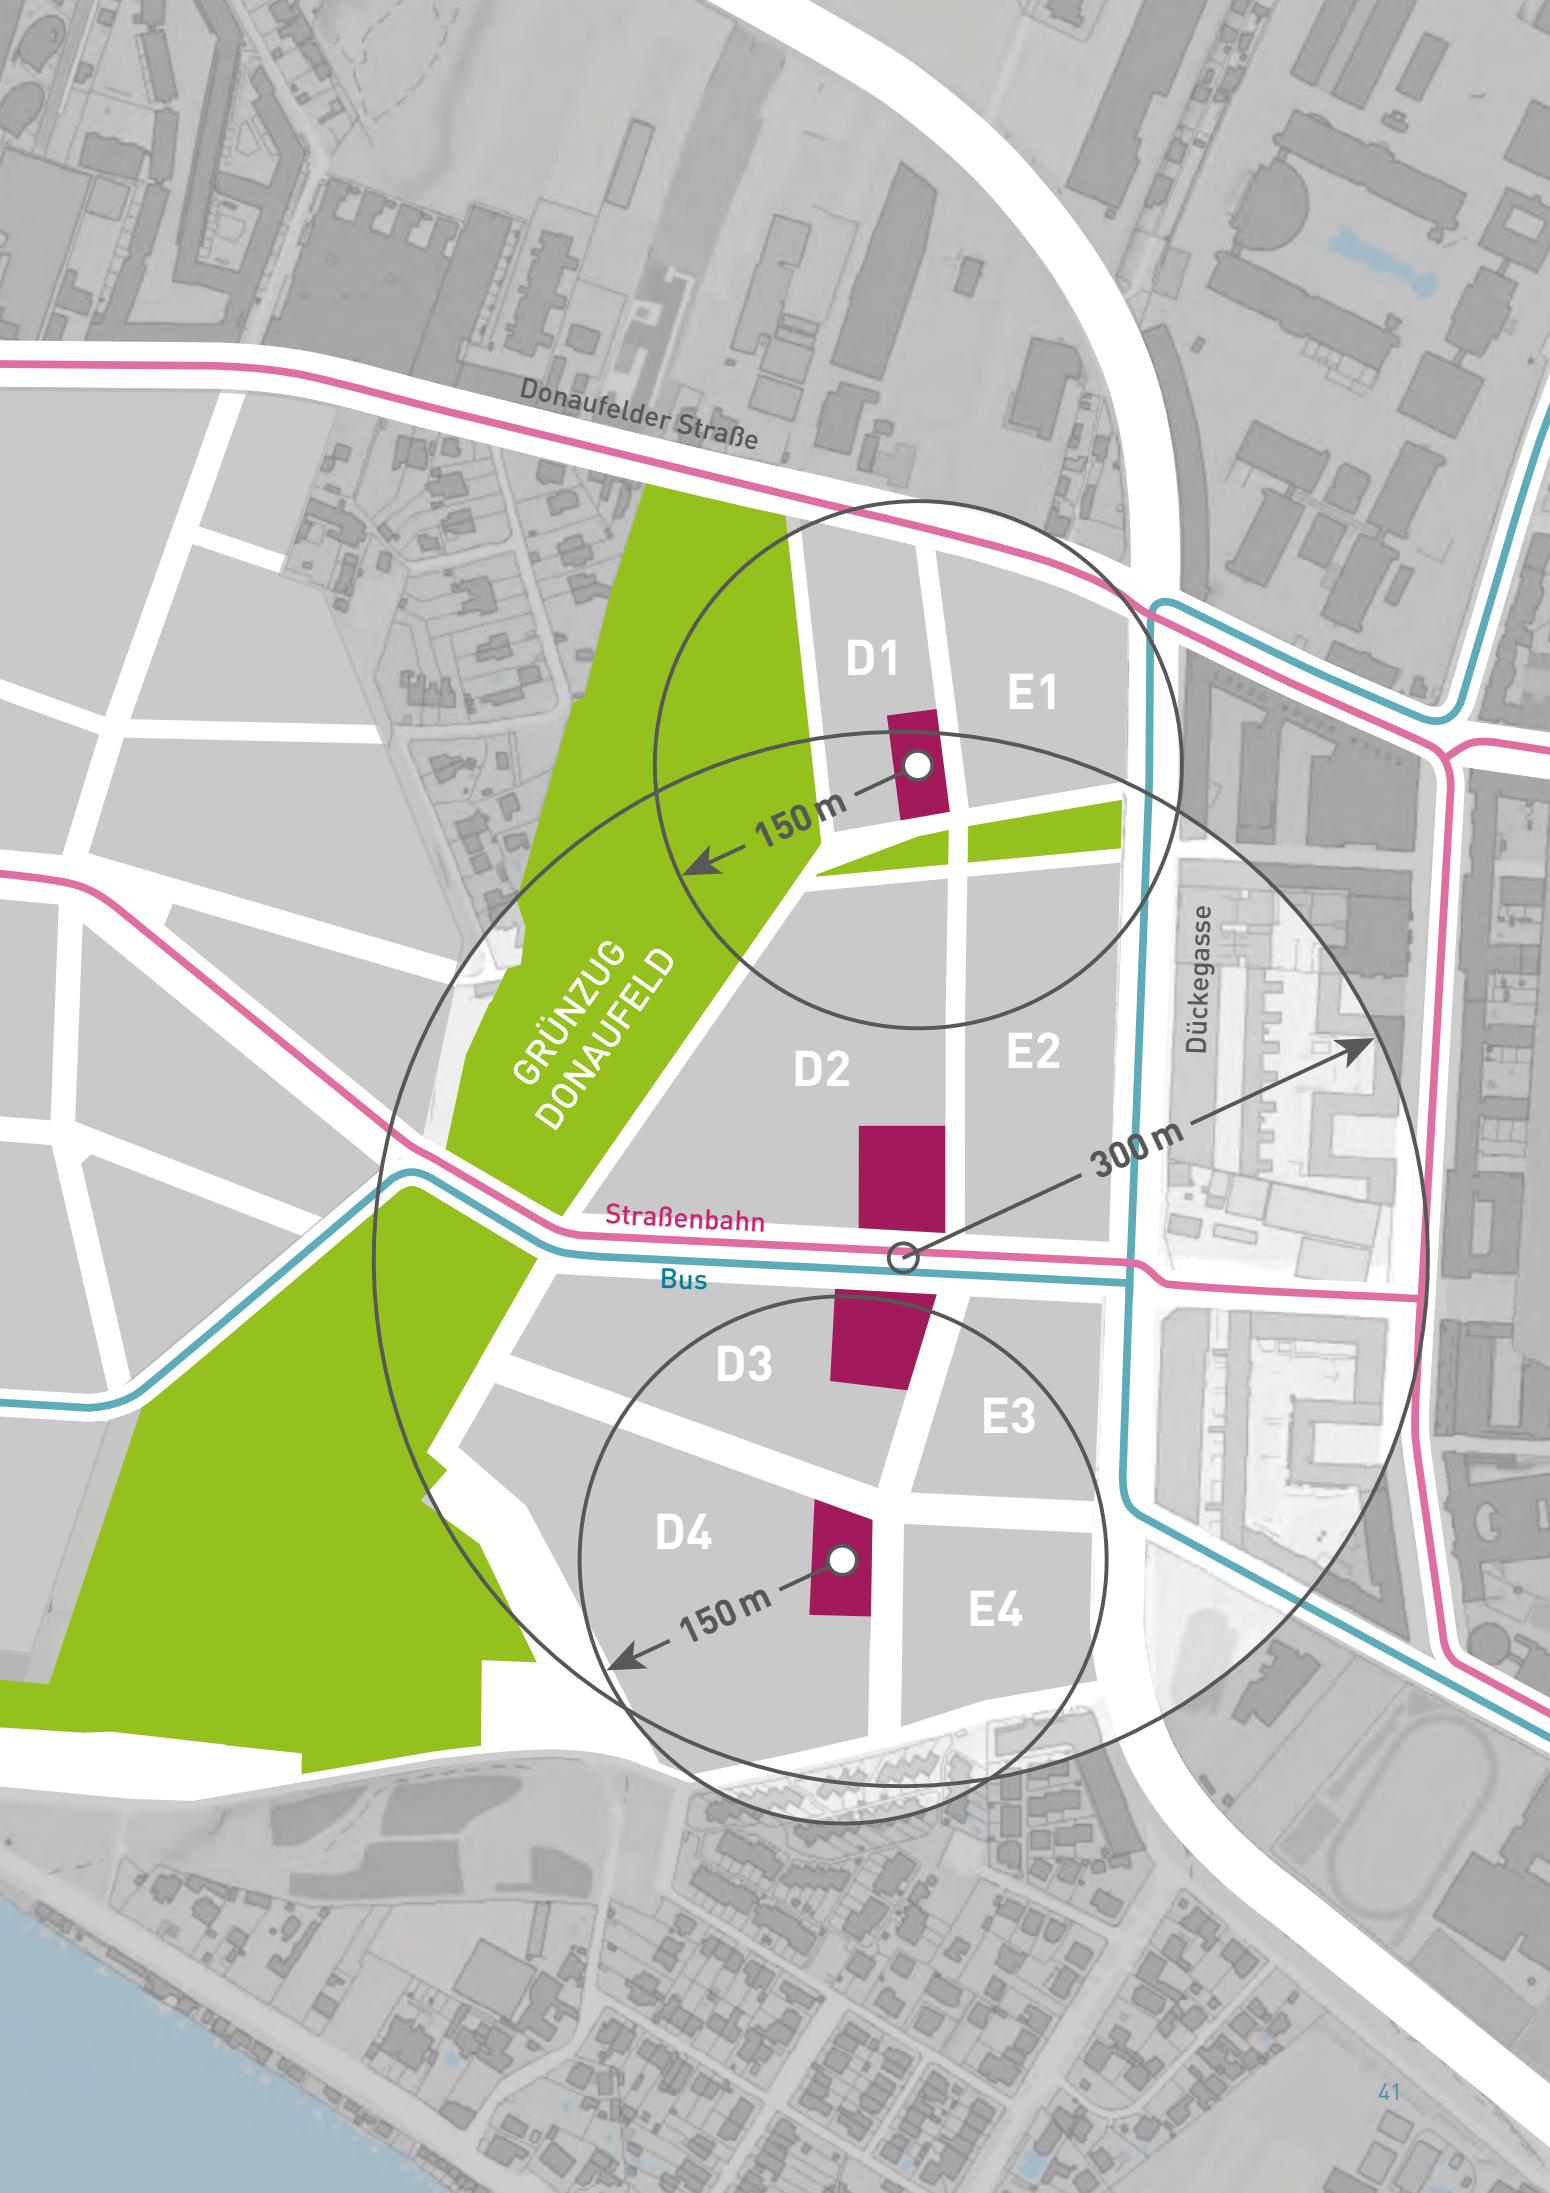 Donaufelder Straße
D1
E1
150 m
GRÜNZUG
DONAUFELD
Dückegasse
D2
E2
300 m
Straßenbahn
Bus
D3
E3
D4
150 m
E4
41